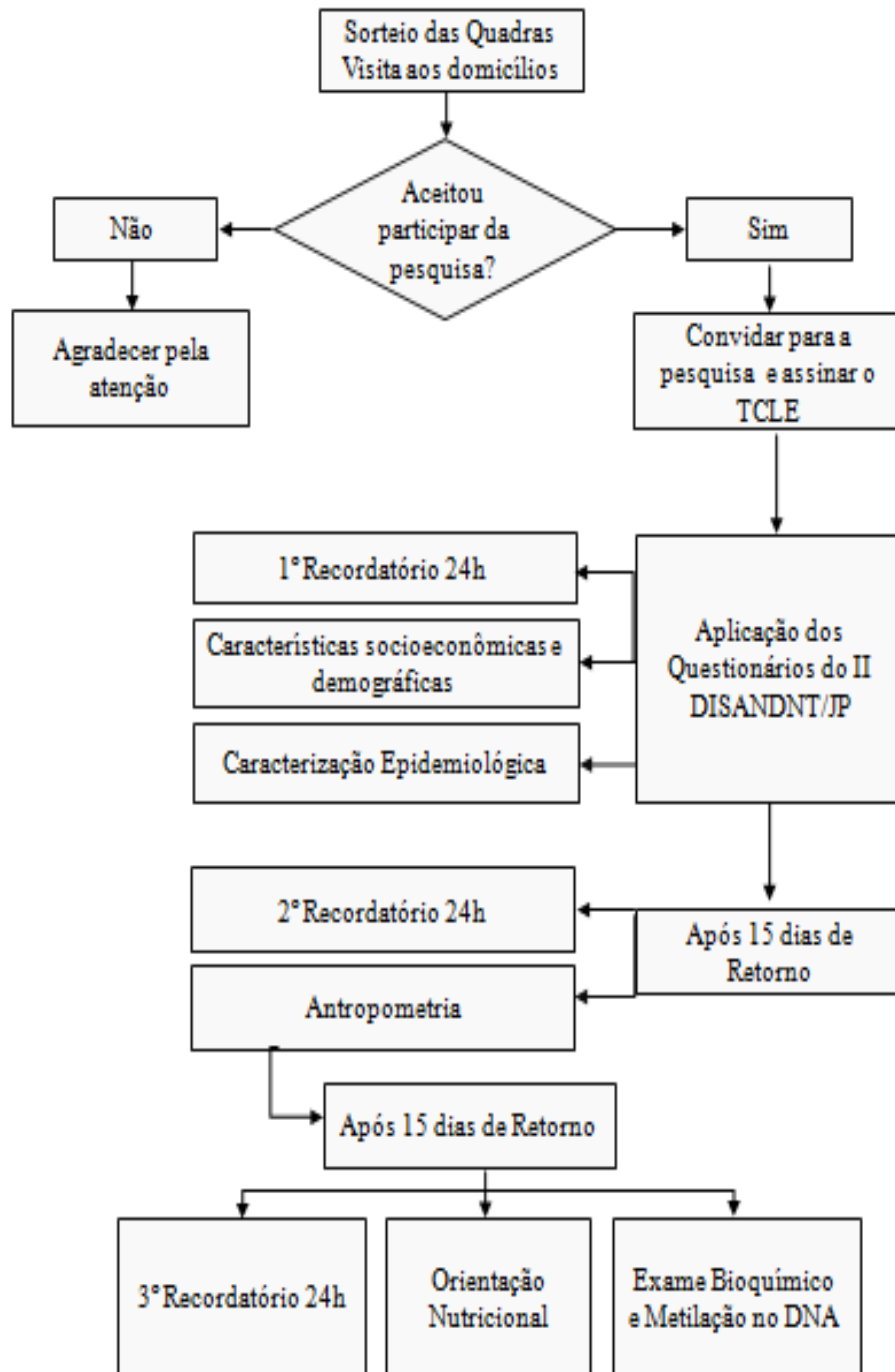 Sorteio das Quadras
Visita aos domicílios
Aceitou
participar da
pesquisa?
Não
Sim
Agradecer pela
atenção
Convidar para a
pesquisa e assinar o
TCLE
1° Recordatório 24h
Características socioeconômicas e
demográficas
Caracterização Epidemiológica
Aplicação dos
Questionários do II
DISANDNT/JP
2° Recordatório 24h
Antropometria
Após 15 dias de
Retorno
Após 15 dias de Retorno
3° Recordatório 24h
Orientação
Nutricional
Exame Bioquímico
e Metilação no DNA